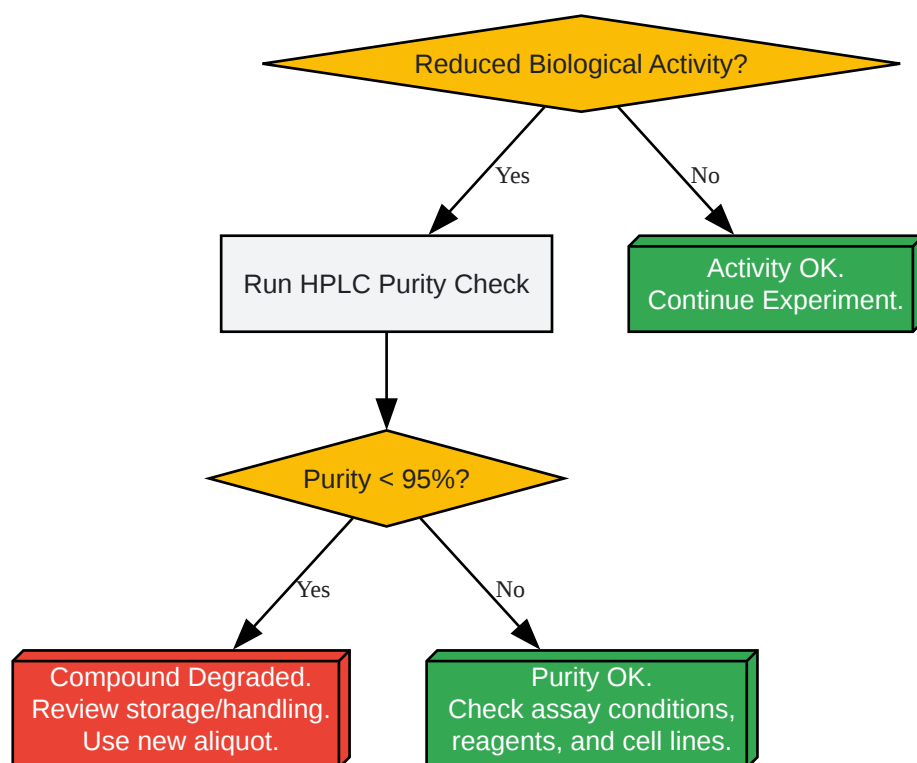 Reduced Biological Activity?
Yes
No
Run HPLC Purity Check
Activity OK.
Continue Experiment.
Purity < 95%?
Yes
No
Compound Degraded.
Review storage/handling.
Use new aliquot.
Purity OK.
Check assay conditions,
reagents, and cell lines.